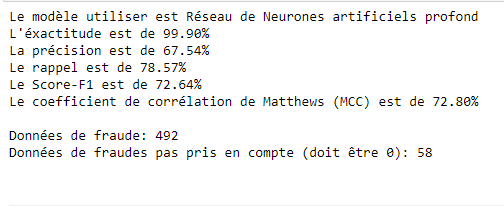 Le modèle utiliser est Réseau de Neurones artificiels profond
L'éxactitude est de 99.90%
La précision est de 67.54%
Le rappel est de 78.57%
Le Score-F1 est de 72.64%
Le coefficient de corrélation de Matthews (MCC) est de 72.80%
Données de fraude: 492
Données de fraudes pas pris en compte (doit être 0): 58